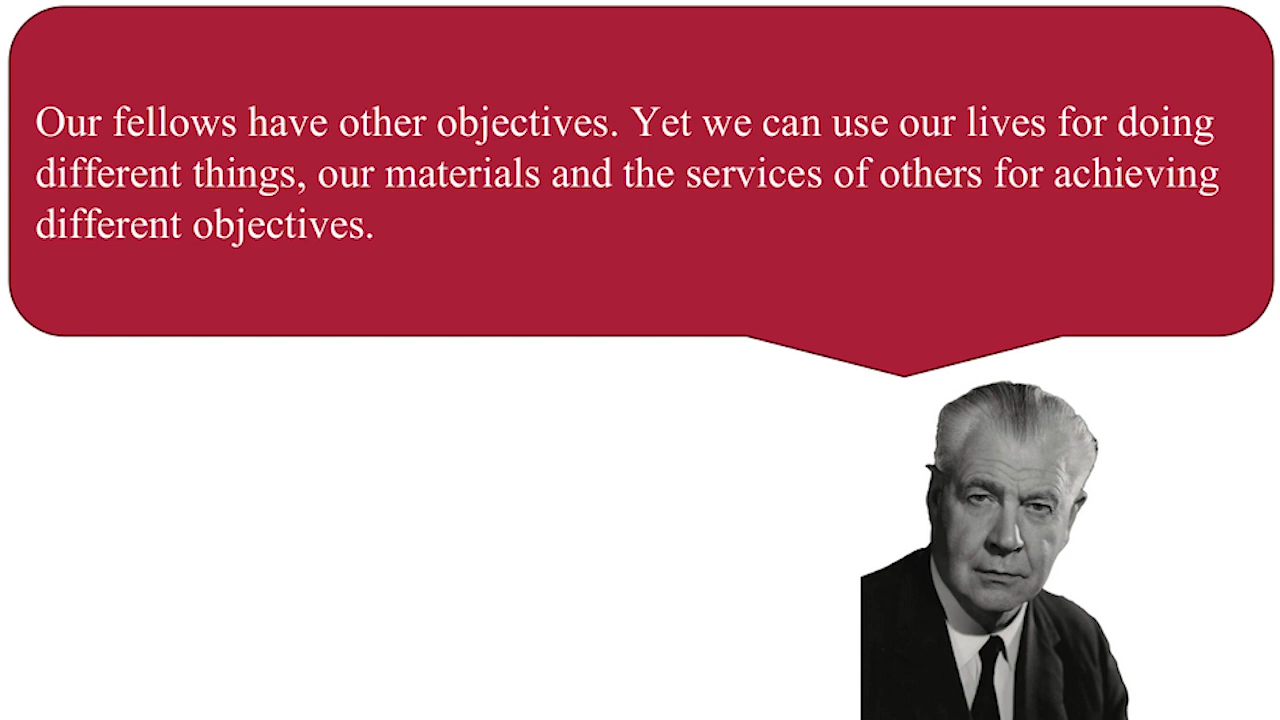 Our fellows have other objectives. Yet we can use our lives for doing
different things, our materials and the services of others for achieving
different objectives.